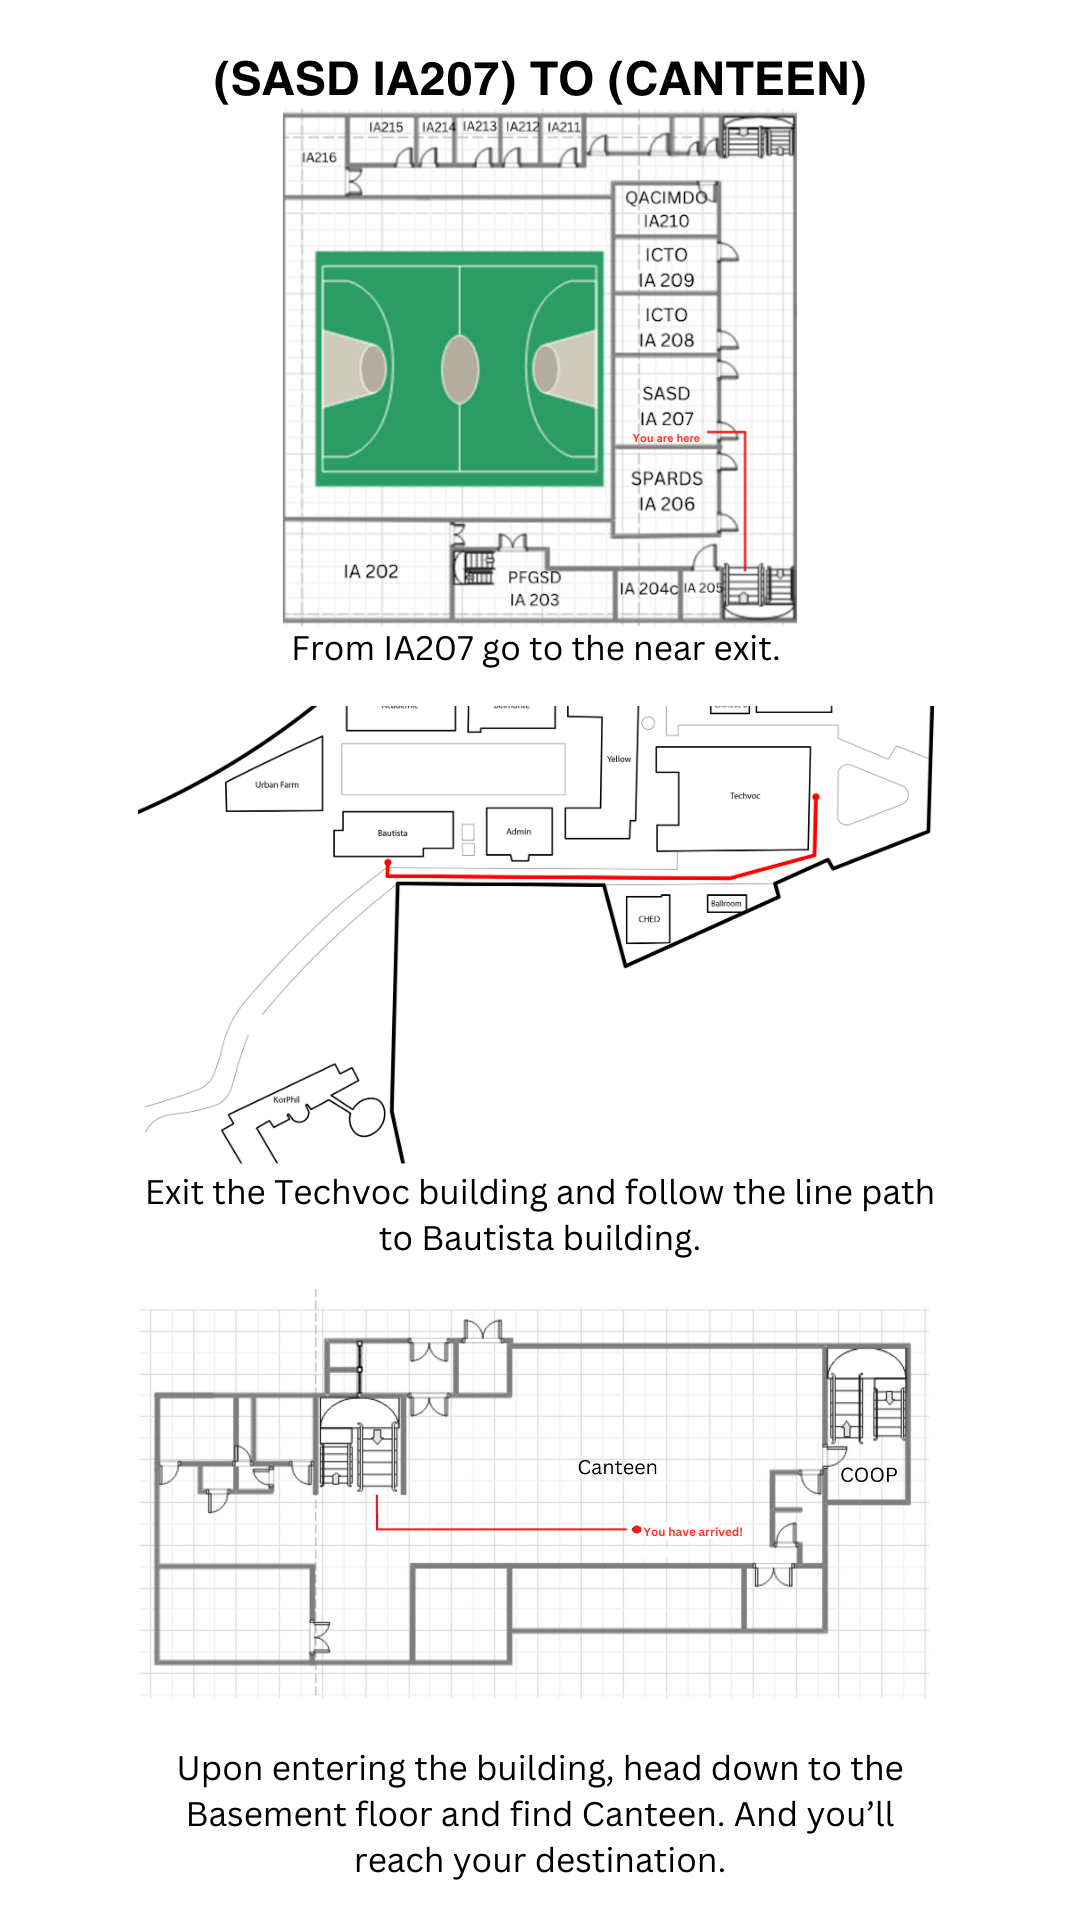 (SASD IA207) TO (CANTEEN)
IA215
IA214
IA213
IA212
IA211
IA216
QACIMDO
IA210
ICTO
IA 209
ICTO
IA 208
SASD
IA 207
You are here
SPARDS
IA 206
IA 202
PFGSD
IA 203
IA 204c
IA 205
From IA207 go to the near exit.
Academic
Belmonte
Yellow
Urban Farm
Techvoc
Bautista
Admin
CHED
Ballroom
KorPhil
Exit the Techvoc building and follow the line path
to Bautista building.
Canteen
COOP
You have arrived!
Upon entering the building, head down to the
Basement floor and find Canteen. And you’ll
reach your destination.